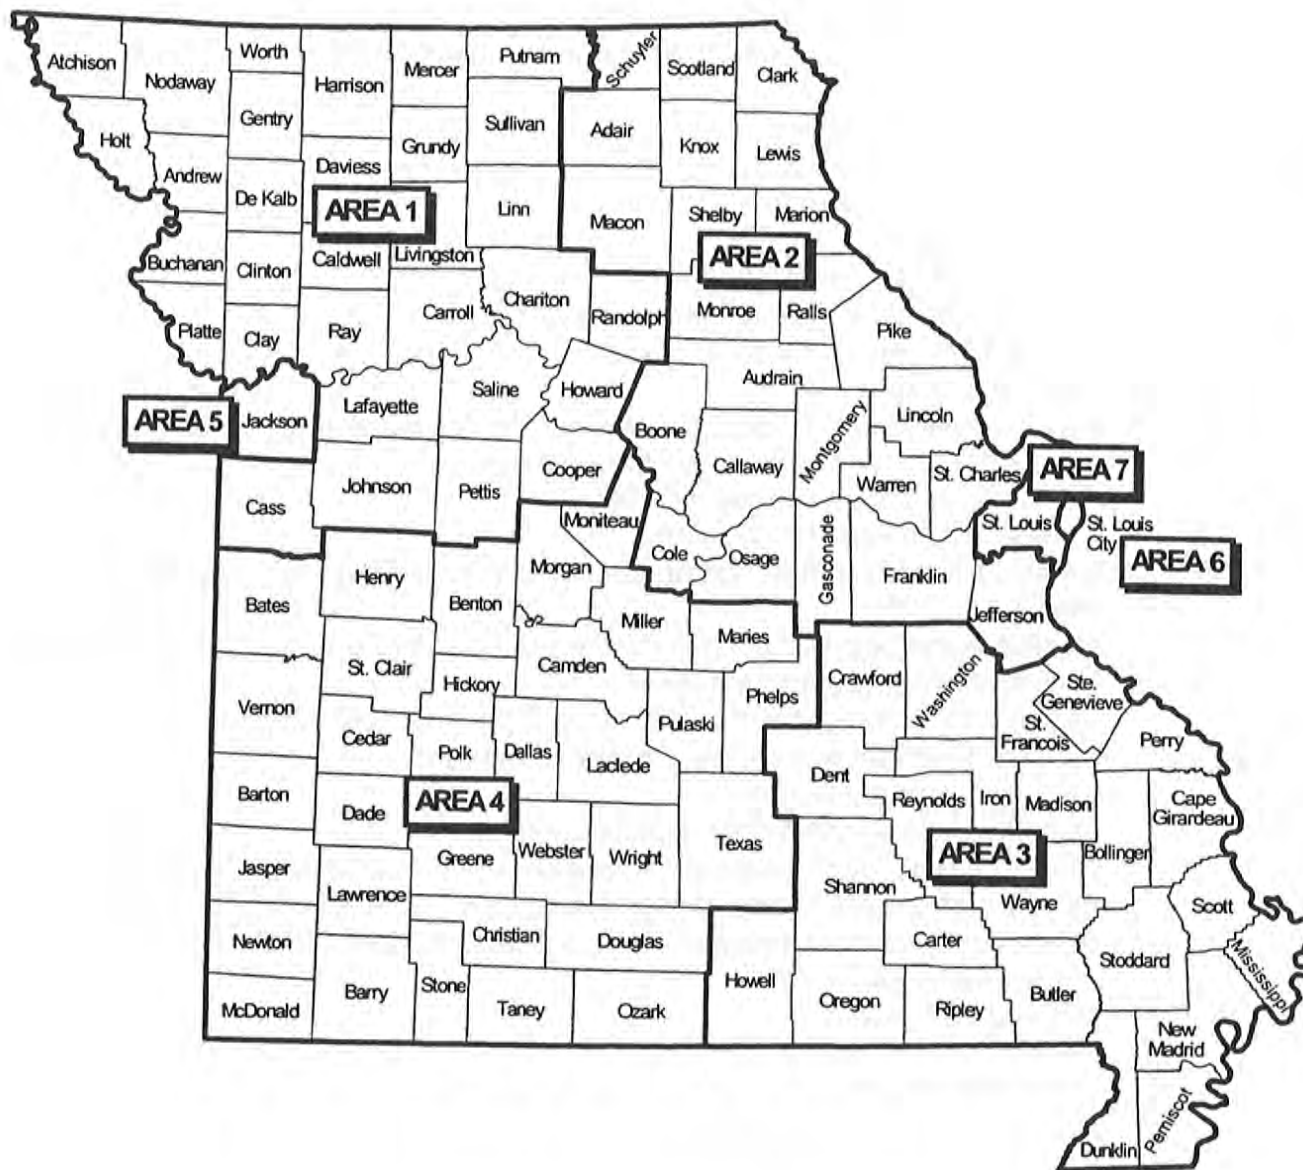 Atchison
Nodaway
Worth
Harrison
Mercer
Putnam
Schuyler
Scotland
Clark
Holt
Gentry
Grundy
Sullivan
Adair
Knox
Lewis
Andrew
De Kalb
Daviess
AREA 1
Linn
Macon
Shelby
Marion
AREA 2
Buchanan
Clinton
Caldwell
Livingston
Chariton
Randolph
Monroe
Ralls
Pike
Platte
Clay
Ray
Carroll
Howard
Audrain
AREA 5
Jackson
Lafayette
Saline
Boone
Callaway
Montgomery
Lincoln
Warren
St. Charles
AREA 7
Cass
Johnson
Pettis
Cooper
Moniteau
Cole
Osage
Gasconade
Franklin
St. Louis
St. Louis
City
AREA 6
Jefferson
Bates
Henry
Benton
Morgan
Miller
Maries
Vernon
St. Clair
Hickory
Camden
Pulaski
Phelps
Crawford
Washington
St.
Francois
Ste.
Genevieve
Perry
Cedar
Polk
Dallas
Laclede
Dent
Reynolds
Iron
Madison
Cape
Girardeau
Barton
Dade
AREA 4
Greene
Webster
Wright
Texas
AREA 3
Bollinger
Jasper
Lawrence
Shannon
Wayne
Scott
Mississippi
Newton
Christian
Douglas
Carter
Stoddard
McDonald
Barry
Stone
Taney
Ozark
Howell
Oregon
Ripley
Butler
New
Madrid
Dunklin
Pemiscot